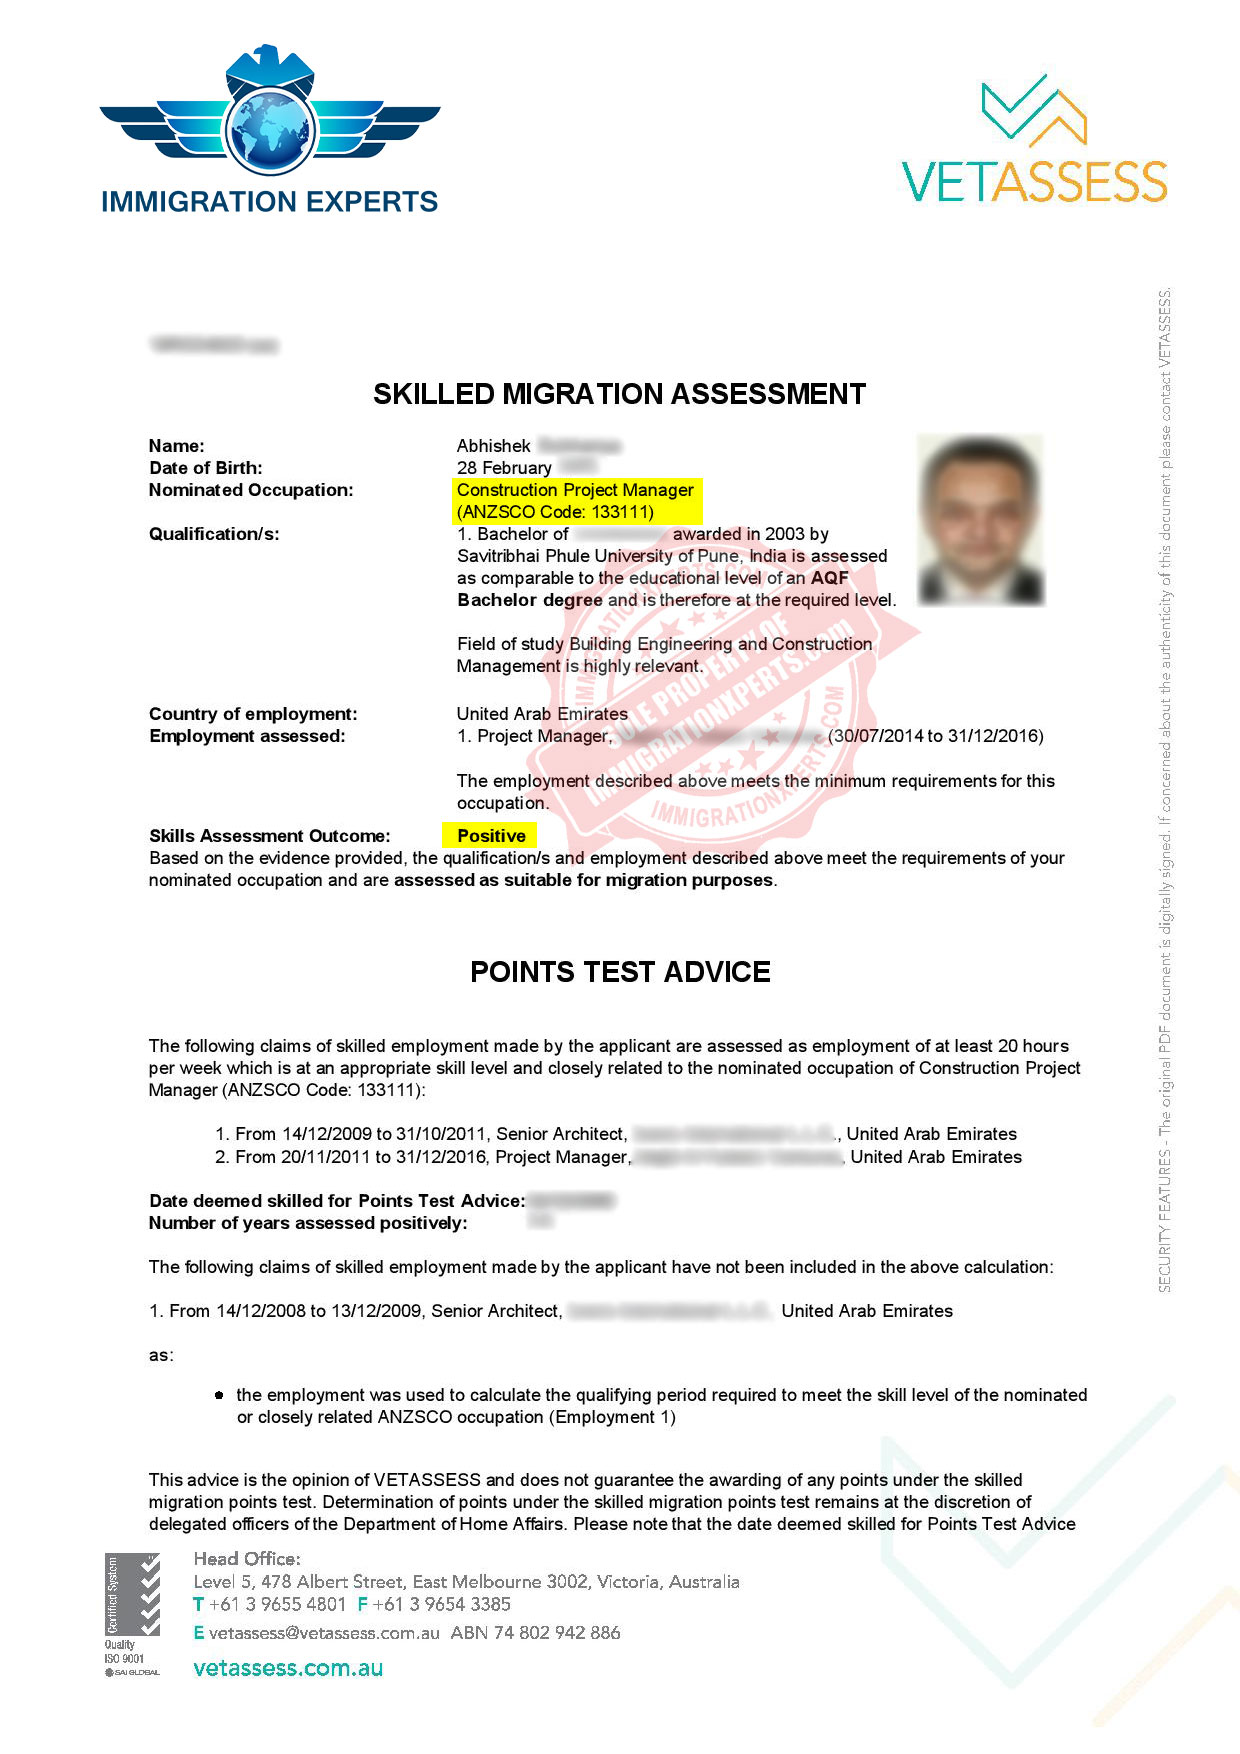 IMMIGRATION EXPERTS
VETASSESS
SKILLED MIGRATION ASSESSMENT
Name: Abhishek
Date of Birth: 28 February
Nominated Occupation: Construction Project Manager
(ANZSCO Code: 133111)
Qualification/s: 1. Bachelor of awarded in 2003 by
Savitribhai Phule University of Pune, India is assessed
as comparable to the educational level of an AQF
Bachelor degree and is therefore at the required level.
Field of study Building Engineering and Construction
Management is highly relevant.
Country of employment: United Arab Emirates
Employment assessed: 1. Project Manager, (30/07/2014 to 31/12/2016)
The employment described above meets the minimum requirements for this
occupation.
Skills Assessment Outcome: Positive
Based on the evidence provided, the qualification/s and employment described above meet the requirements of your
nominated occupation and are assessed as suitable for migration purposes.
IMMIGRATIONXPERTS.COM
SOLE PROPERTY OF
IMMIGRATIONXPERTS.com
IMMIGRATIONXPERTS.COM
POINTS TEST ADVICE
The following claims of skilled employment made by the applicant are assessed as employment of at least 20 hours
per week which is at an appropriate skill level and closely related to the nominated occupation of Construction Project
Manager (ANZSCO Code: 133111):
1. From 14/12/2009 to 31/10/2011, Senior Architect, , United Arab Emirates
2. From 20/11/2011 to 31/12/2016, Project Manager, , United Arab Emirates
Date deemed skilled for Points Test Advice:
Number of years assessed positively:
The following claims of skilled employment made by the applicant have not been included in the above calculation:
1. From 14/12/2008 to 13/12/2009, Senior Architect, United Arab Emirates
as:
• the employment was used to calculate the qualifying period required to meet the skill level of the nominated
or closely related ANZSCO occupation (Employment 1)
This advice is the opinion of VETASSESS and does not guarantee the awarding of any points under the skilled
migration points test. Determination of points under the skilled migration points test remains at the discretion of
delegated officers of the Department of Home Affairs. Please note that the date deemed skilled for Points Test Advice
SECURITY FEATURES - The original PDF document is digitally signed. If concerned about the authenticity of this document please contact VETASSESS.
Certified System
Quality
ISO 9001
SAI GLOBAL
Head Office:
Level 5, 478 Albert Street, East Melbourne 3002, Victoria, Australia
T +61 3 9655 4801 F +61 3 9654 3385
E vetassess@vetassess.com.au ABN 74 802 942 886
vetassess.com.au